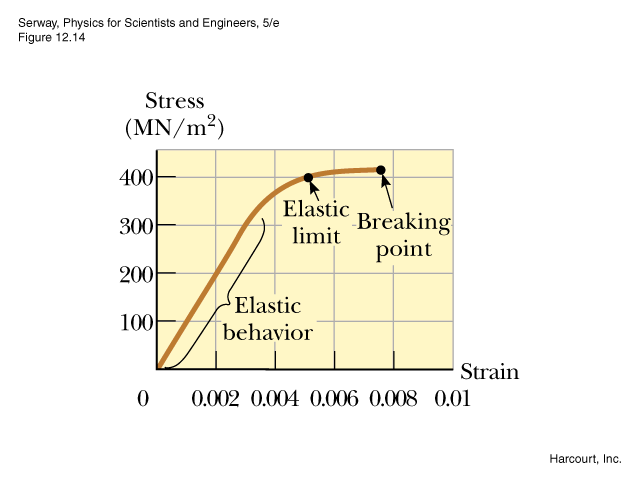 Serway, Physics for Scientists and Engineers, 5/e
Figure 12.14
Stress
(MN/m²)
400
300
200
100
Elastic
limit
Breaking
point
Elastic
behavior
Strain
0 0.002 0.004 0.006 0.008 0.01
Harcourt, Inc.